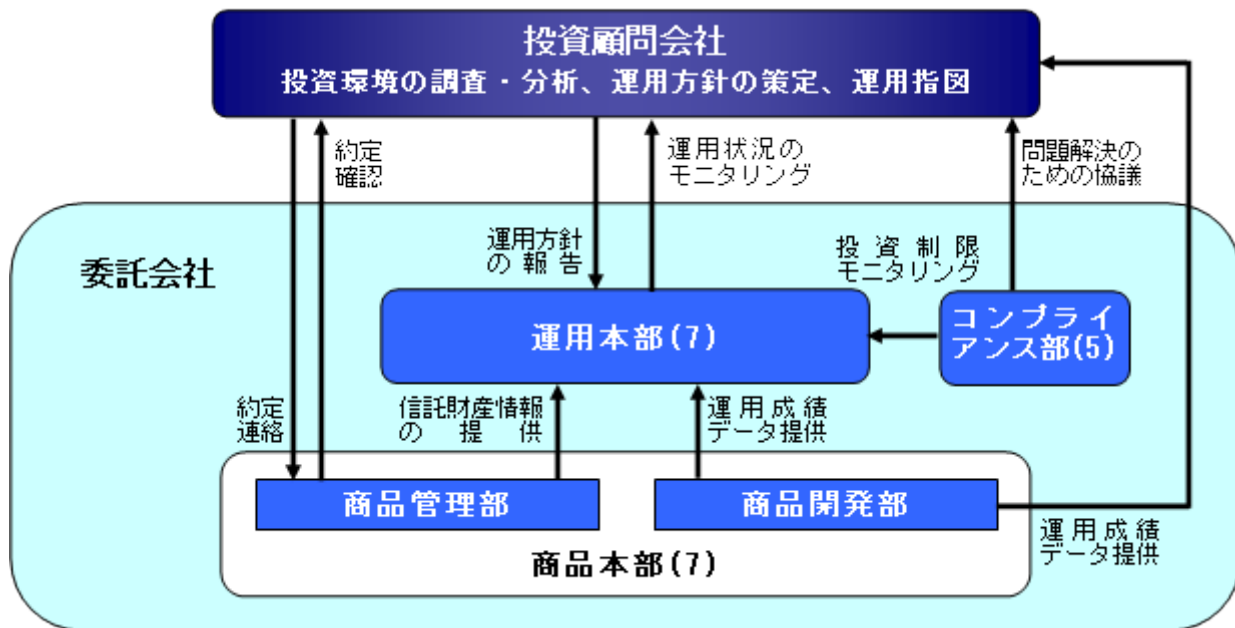 投資顧問会社
投資環境の調査・分析、運用方針の策定、運用指図
約定
確認
運用状況の
モニタリング
問題解決の
ための協議
運用方針
の報告
投資制限
モニタリング
委託会社
運用本部(7)
コンプライ
アンス部(5)
約定
連絡
信託財産情報
の提供
運用成績
データ提供
商品管理部
商品開発部
運用成績
データ提供
商品本部(7)